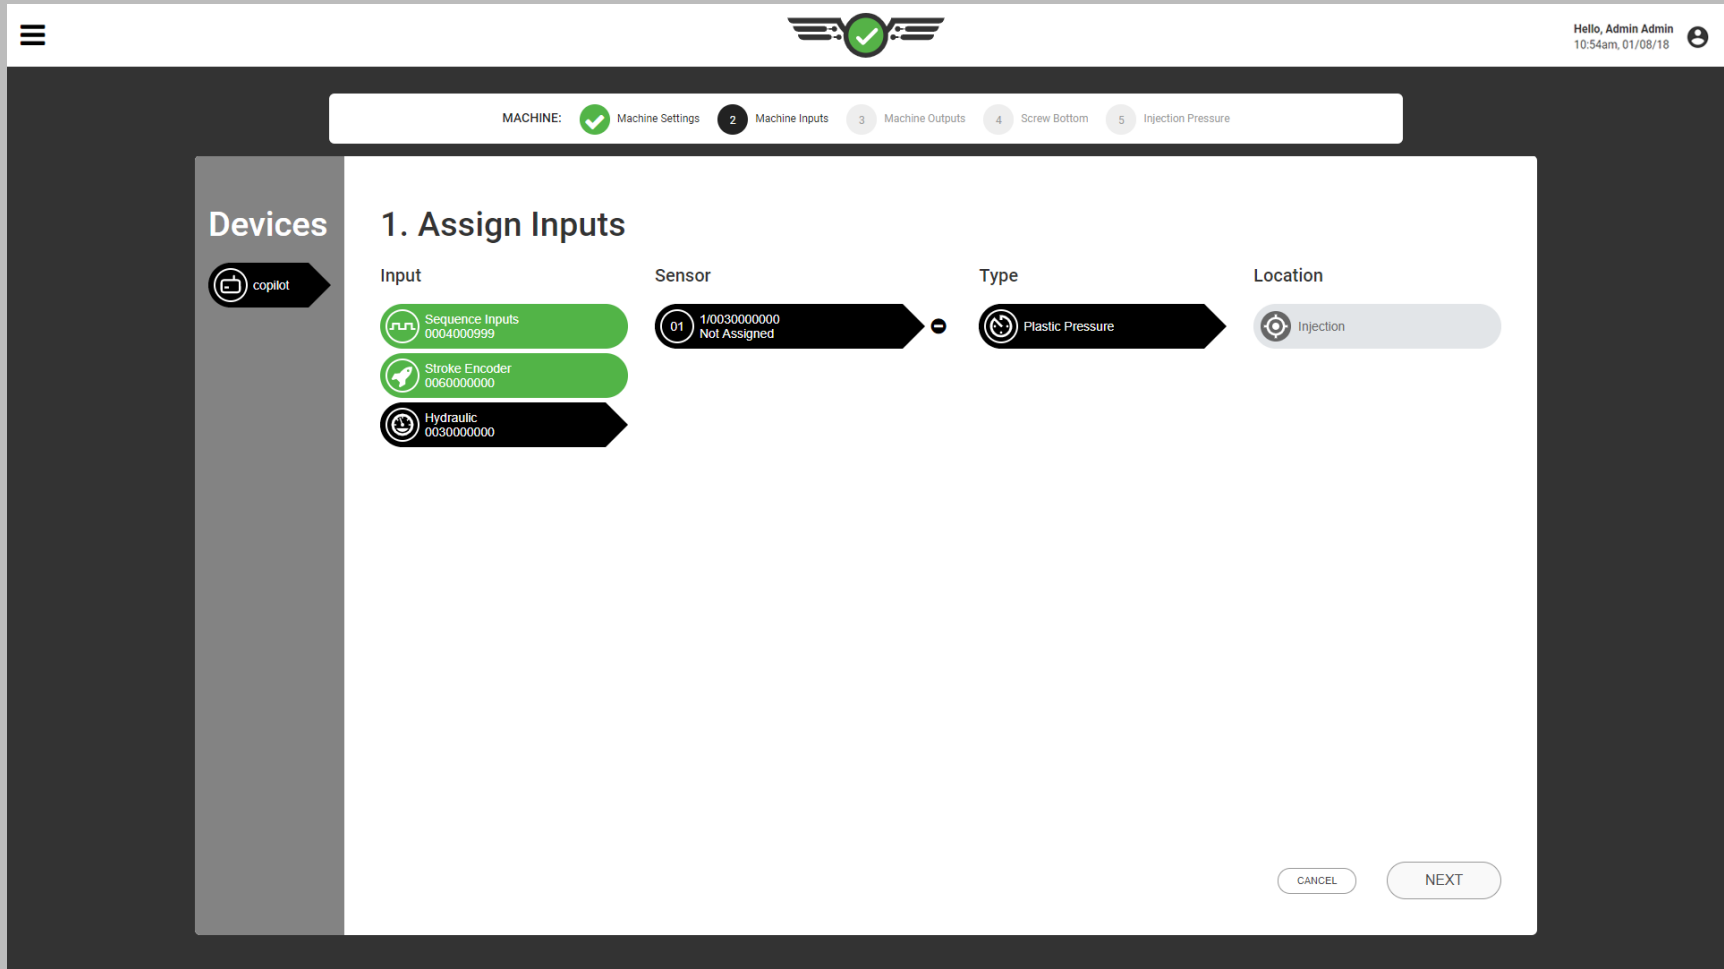 Hello, Admin Admin
10:54am, 01/08/18
MACHINE:
Machine Settings
2
Machine Inputs
3
Machine Outputs
4
Screw Bottom
5
Injection Pressure
Devices
copilot
1. Assign Inputs
Input
Sensor
Type
Location
Sequence Inputs
0004000999
01
1/0030000000
Not Assigned
Plastic Pressure
Injection
Stroke Encoder
0060000000
Hydraulic
0030000000
CANCEL
NEXT